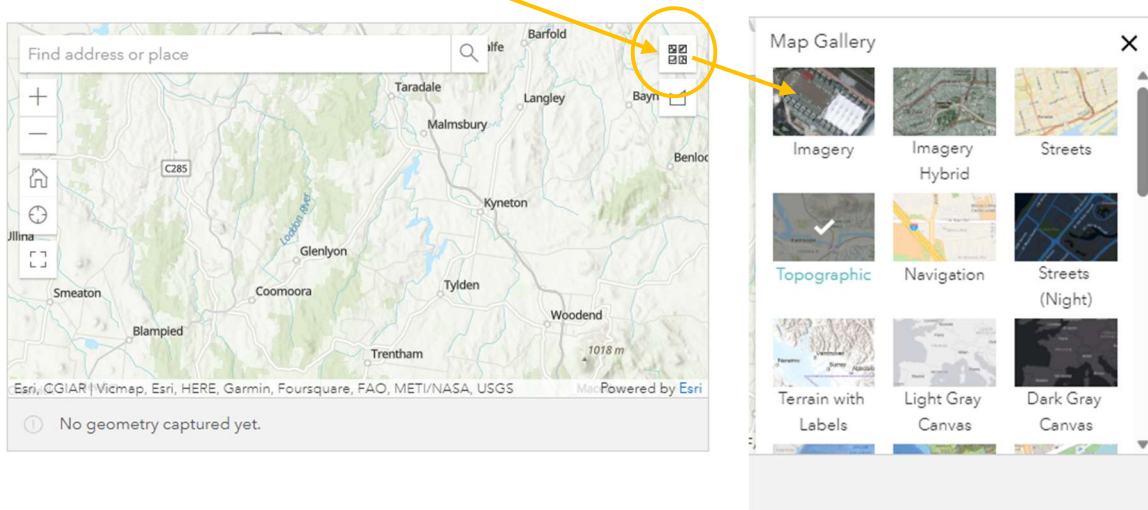 Find address or place
Barfold
Taradale
Langley
Malmsbury
C285
Kyneton
Loddon River
Glenlyon
Coomoora
Tylden
Smeaton
Woodend
Blampied
1018 m
Trentham
Esri, CGIAR | Vicmap, Esri, HERE, Garmin, Foursquare, FAO, METI/NASA, USGS
Powered by Esri
No geometry captured yet.
Map Gallery
Imagery
Imagery
Hybrid
Streets
Topographic
Navigation
Streets
(Night)
Terrain with
Labels
Light Gray
Canvas
Dark Gray
Canvas